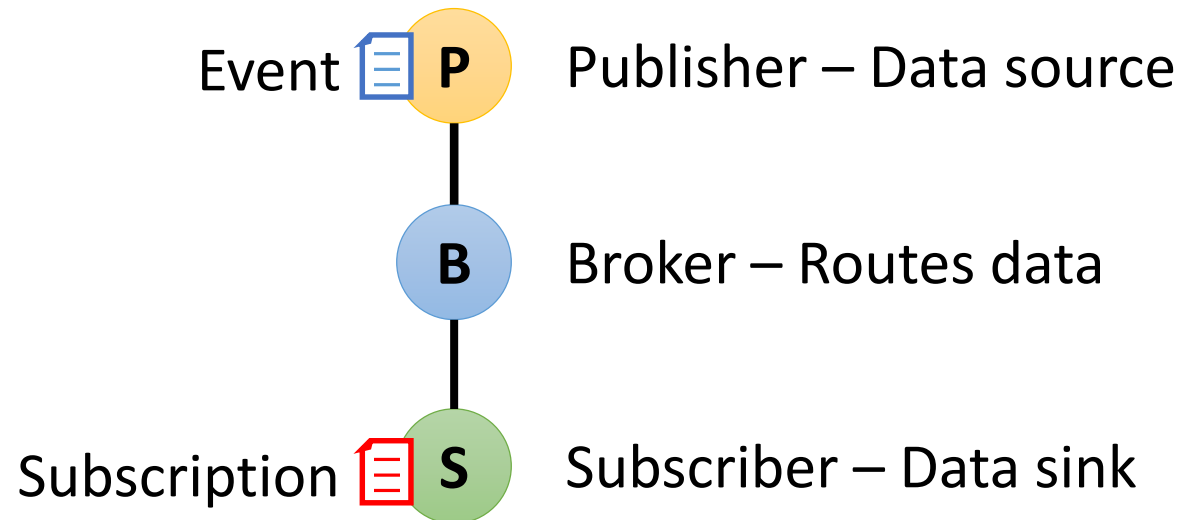 Event P Publisher – Data source
B Broker – Routes data
Subscription S Subscriber – Data sink